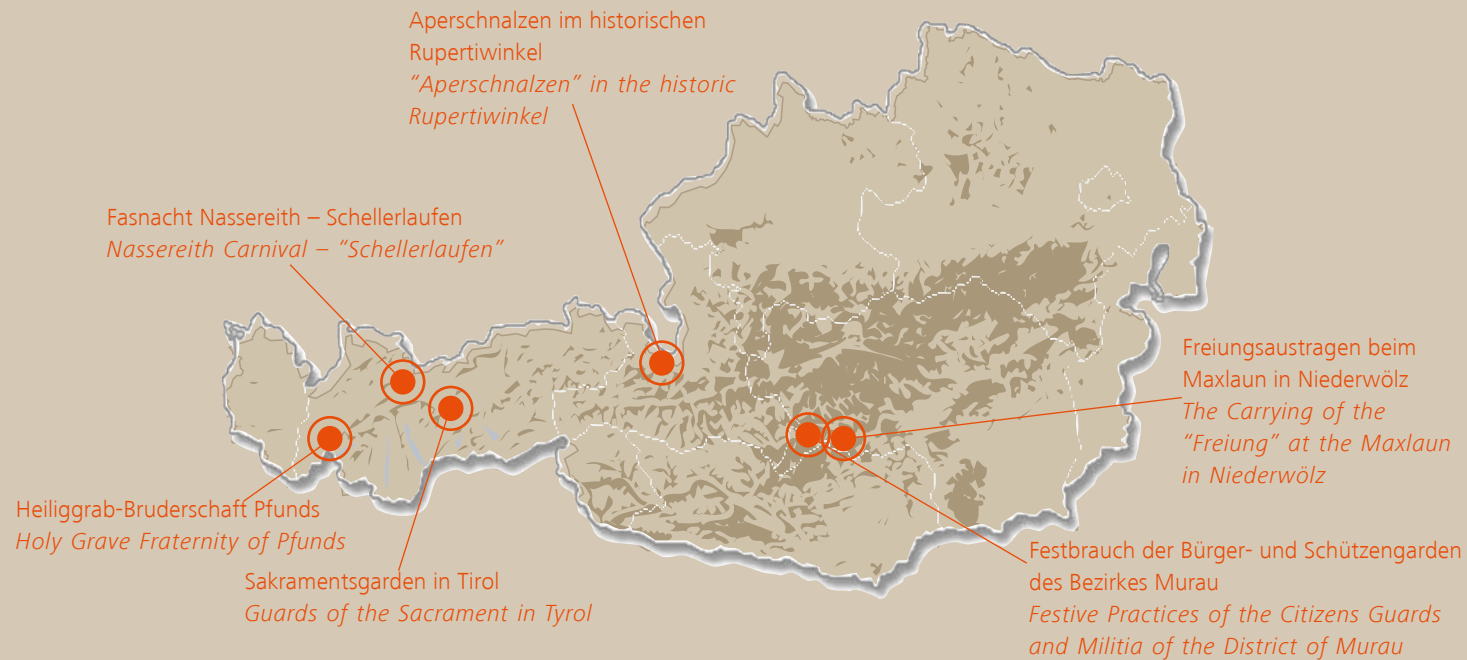 Aperschnalzen im historischen
Rupertiwinkel
“Aperschnalzen” in the historic
Rupertiwinkel
Fasnacht Nassereith – Schellerlaufen
Nassereith Carnival – “Schellerlaufen”
Freiungsaustragen beim
Maxlaun in Niederwölz
The Carrying of the
“Freiung” at the Maxlaun
in Niederwölz
Heiliggrab-Bruderschaft Pfunds
Holy Grave Fraternity of Pfunds
Sakramentsgarden in Tirol
Guards of the Sacrament in Tyrol
Festbrauch der Bürger- und Schützengarden
des Bezirkes Murau
Festive Practices of the Citizens Guards
and Militia of the District of Murau